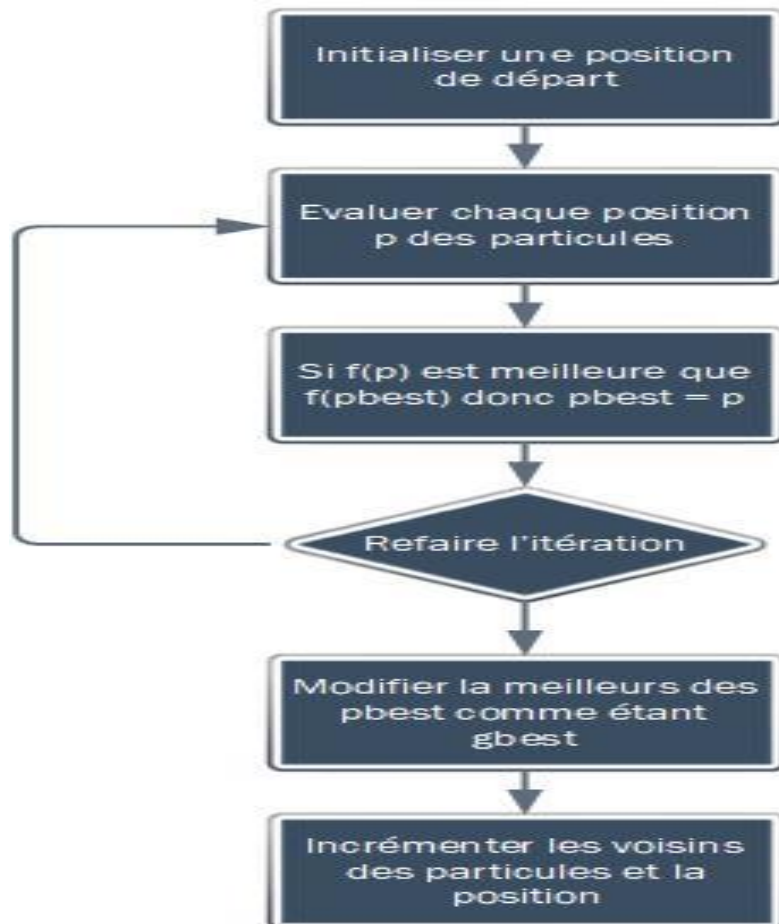 Initialiser une position
de départ
Evaluer chaque position
p des particules
Si f(p) est meilleure que
f(pbest) donc pbest = p
Refaire l'itération
Modifier la meilleurs des
pbest comme étant
gbest
Incrémenter les voisins
des particules et la
position